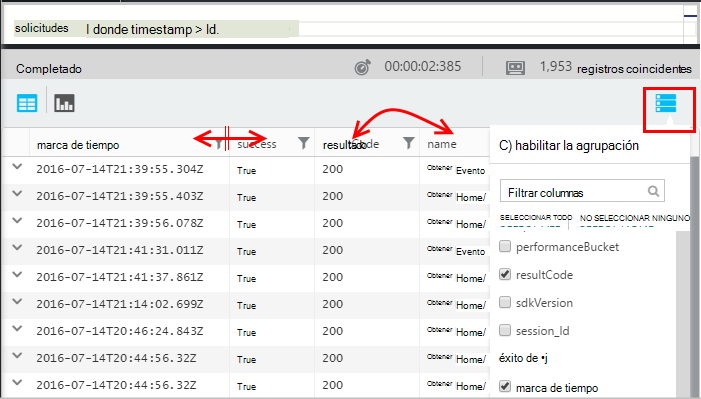 solicitudes | donde timestamp > Id.
Completado 00:00:02:385 1,953 registros coincidentes
marca de tiempo success resultado Code name
2016-07-14T21:39:55.304Z True 200 Obtener Evento
2016-07-14T21:39:55.403Z True 200 Obtener Home/
2016-07-14T21:39:56.078Z True 200 Obtener Home/
2016-07-14T21:41:31.011Z True 200 Obtener Evento
2016-07-14T21:41:37.861Z True 200 Obtener Home/
2016-07-14T21:14:02.699Z True 200 Obtener Home/
2016-07-14T20:46:24.843Z True 200 Obtener Home/
2016-07-14T20:44:56.32Z True 200 Obtener Home/
2016-07-14T20:44:56.32Z True 200 Obtener Home/
C) habilitar la agrupación
Filtrar columnas
SELECCIONAR TODO NO SELECCIONAR NINGUNO
performanceBucket
resultCode
sdkVersion
session_Id
éxito de •j
marca de tiempo